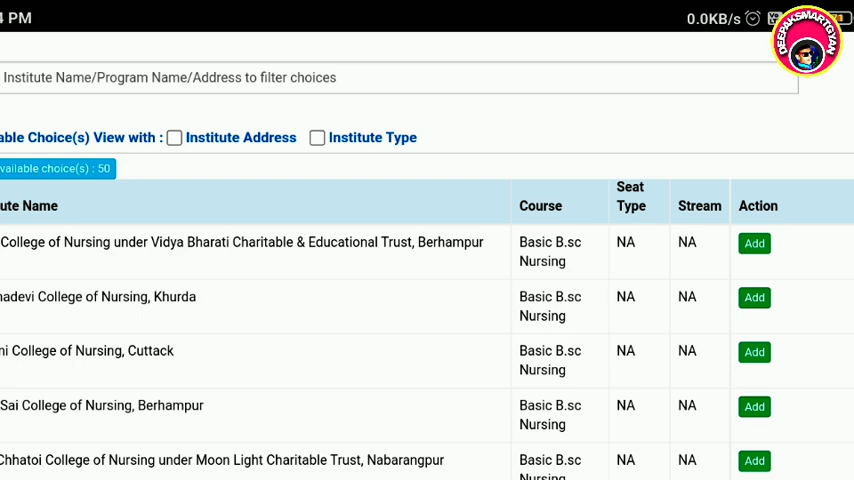 4 PM 0.0KB/s
DEEPAKSMARTGYAN
Institute Name/Program Name/Address to filter choices
able Choice(s) View with : Institute Address Institute Type
vailable choice(s) : 50
ute Name Course Seat Type Stream Action
College of Nursing under Vidya Bharati Charitable & Educational Trust, Berhampur Basic B.sc Nursing NA NA Add
nadevi College of Nursing, Khurda Basic B.sc Nursing NA NA Add
ni College of Nursing, Cuttack Basic B.sc Nursing NA NA Add
Sai College of Nursing, Berhampur Basic B.sc Nursing NA NA Add
Chhatoi College of Nursing under Moon Light Charitable Trust, Nabarangpur Basic B.sc Nursing NA NA Add